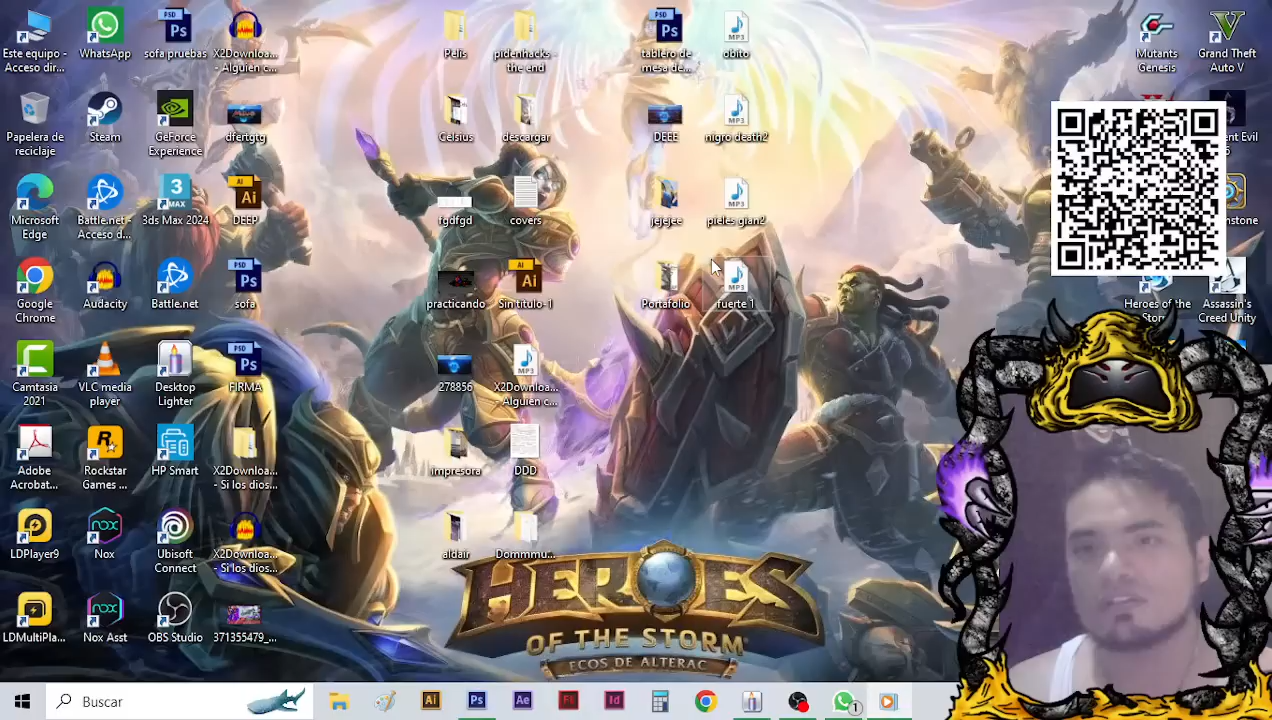 Este equipo -
Acceso dir...
WhatsApp
sofa pruebas
X2Downloa...
- Alguien c...
Pelis
pidenhacks -
the end
tablero de
mesa de...
obito
Mutants
Genesis
Grand Theft
Auto V
Papelera de
reciclaje
Steam
GeForce
Experience
dfertgtg
Celsius
descargar
DEEE
nigro death2
Microsoft
Edge
Battle.net -
Acceso d...
3ds Max 2024
DEEP
fgdfgd
covers
jejejee
pieles gian2
Google
Chrome
Audacity
Battle.net
sofa
practicando
Sin título-1
Portafolio
fuerte 1
Heroes of the
Assassin's
Creed Unity
Camtasia
2021
VLC media
player
Desktop
Lighter
FIRMA
278856
X2Downloa...
- Alguien c...
Adobe
Acrobat...
Rockstar
Games ...
HP Smart
X2Downloa...
- Si los dios...
impresora
DDD
LDPlayer9
Nox
Ubisoft
Connect
X2Downloa...
- Si los dios...
aldair
Dommmu...
LDMultiPla...
Nox Asst
OBS Studio
371355479_...
HEROES
OF THE STORM
ECOS DE ALTERAC
Buscar